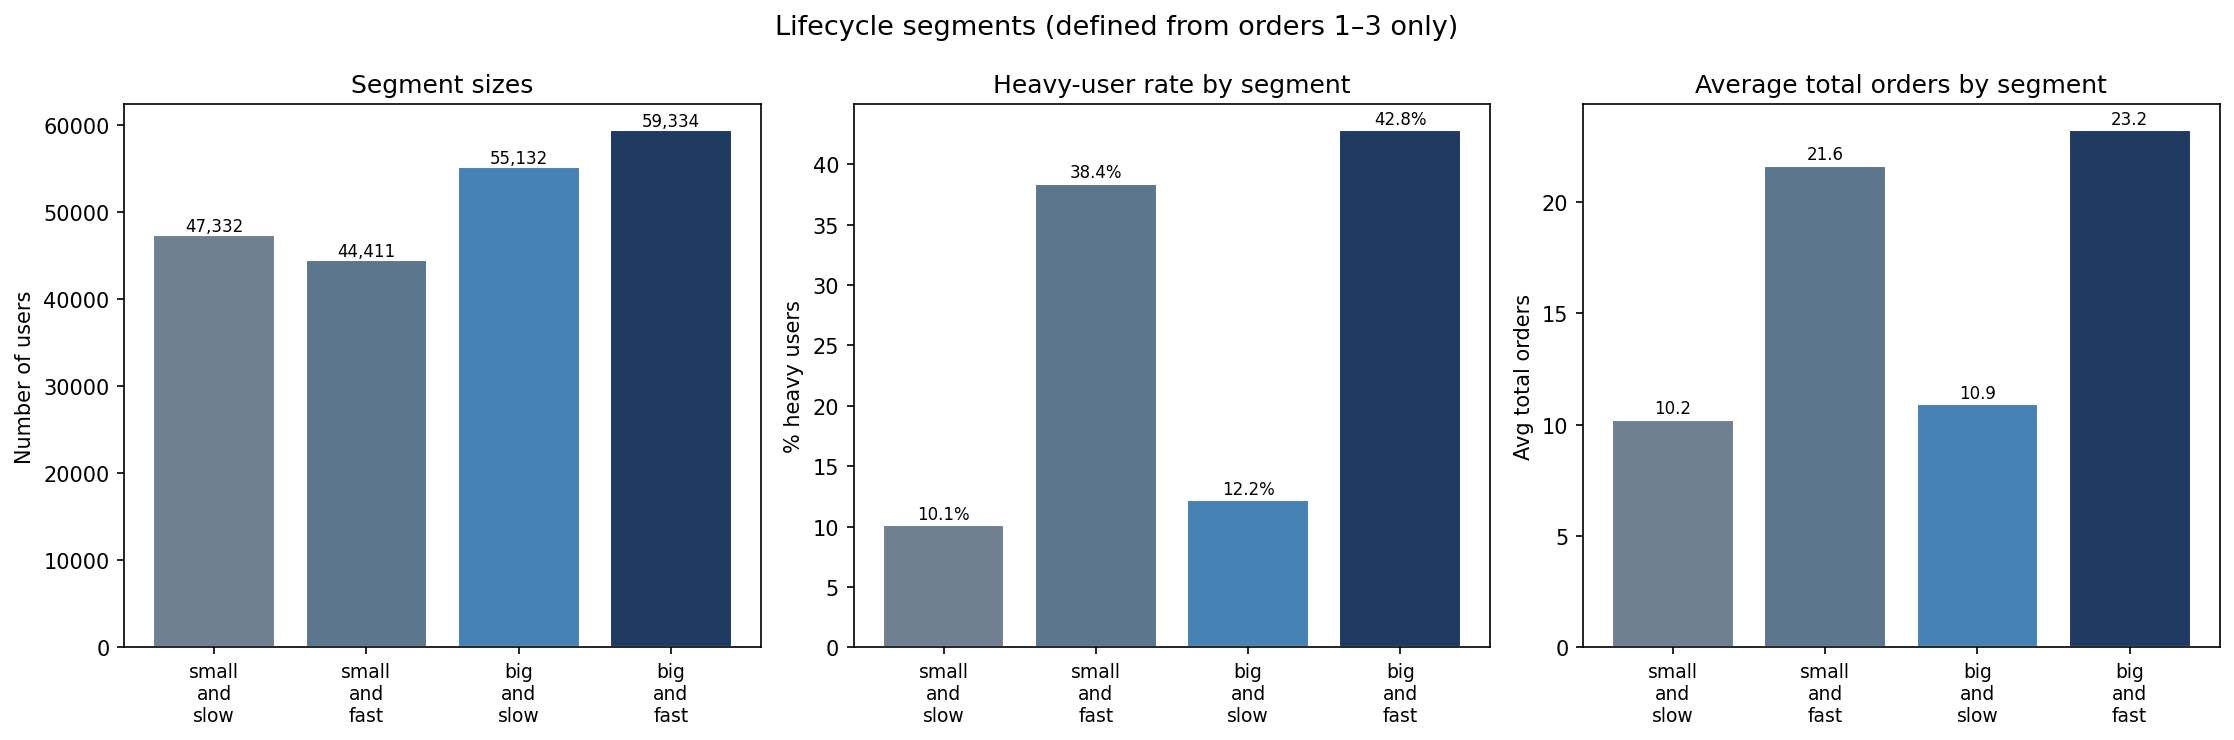 Lifecycle segments (defined from orders 1–3 only)
Segment sizes
Number of users
60000
50000
40000
30000
20000
10000
0
47,332
44,411
55,132
59,334
small
and
slow
small
and
fast
big
and
slow
big
and
fast
Heavy-user rate by segment
% heavy users
40
35
30
25
20
15
10
5
0
10.1%
38.4%
12.2%
42.8%
small
and
slow
small
and
fast
big
and
slow
big
and
fast
Average total orders by segment
Avg total orders
20
15
10
5
0
10.2
21.6
10.9
23.2
small
and
slow
small
and
fast
big
and
slow
big
and
fast